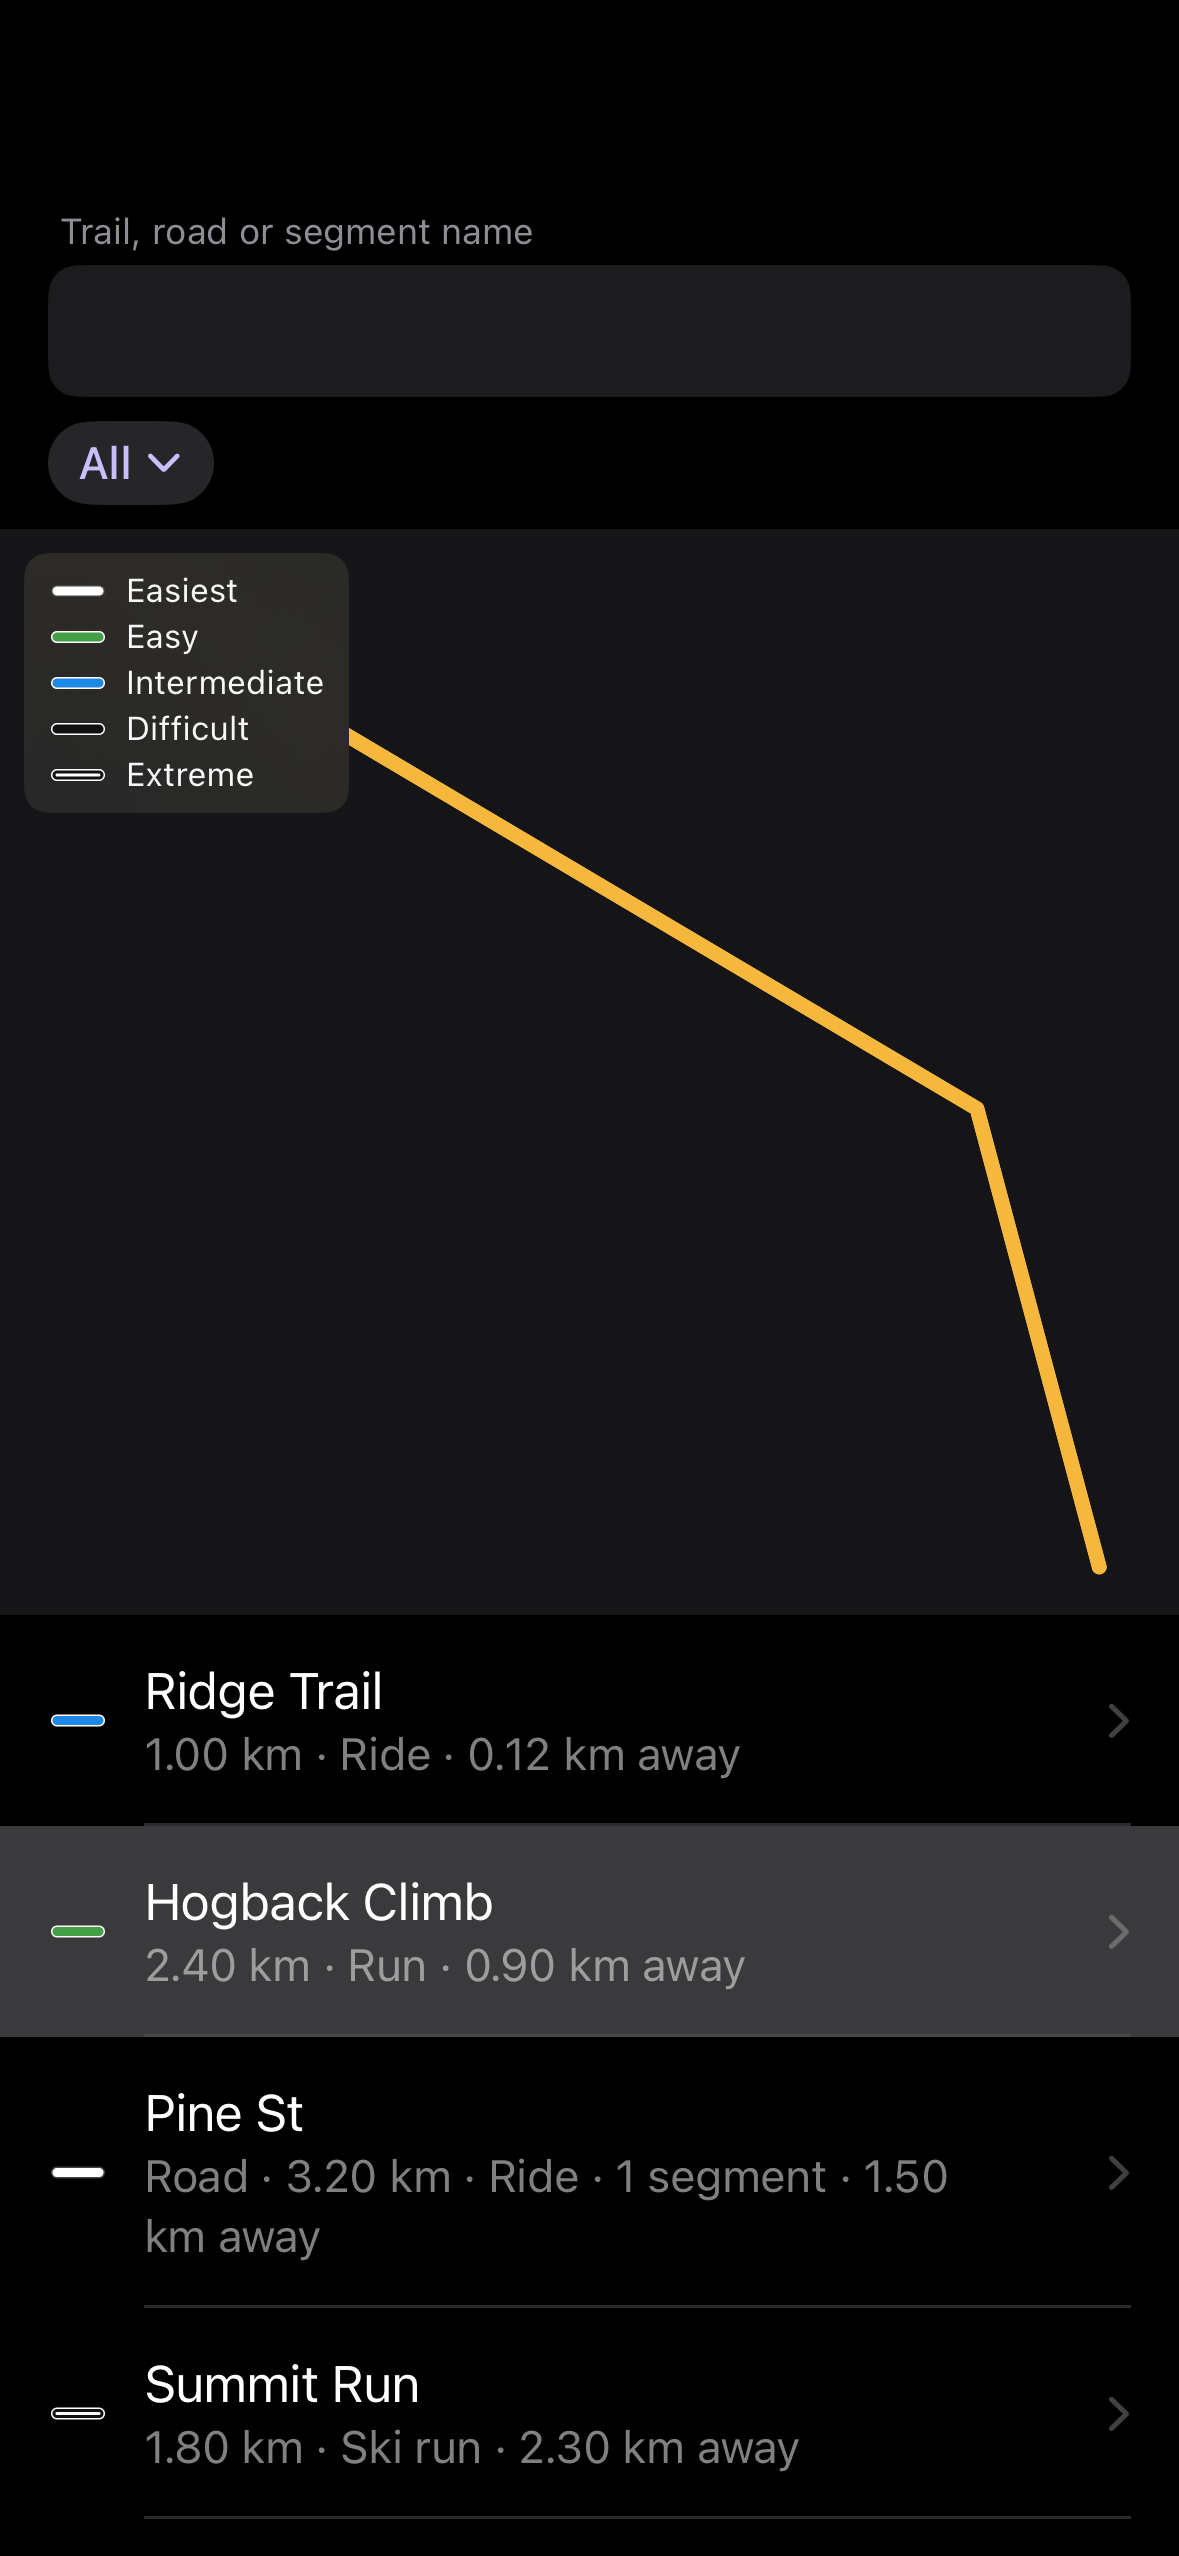 Trail, road or segment name
All
Easiest
Easy
Intermediate
Difficult
Extreme
Ridge Trail
1.00 km · Ride · 0.12 km away
Hogback Climb
2.40 km · Run · 0.90 km away
Pine St
Road · 3.20 km · Ride · 1 segment · 1.50
km away
Summit Run
1.80 km · Ski run · 2.30 km away